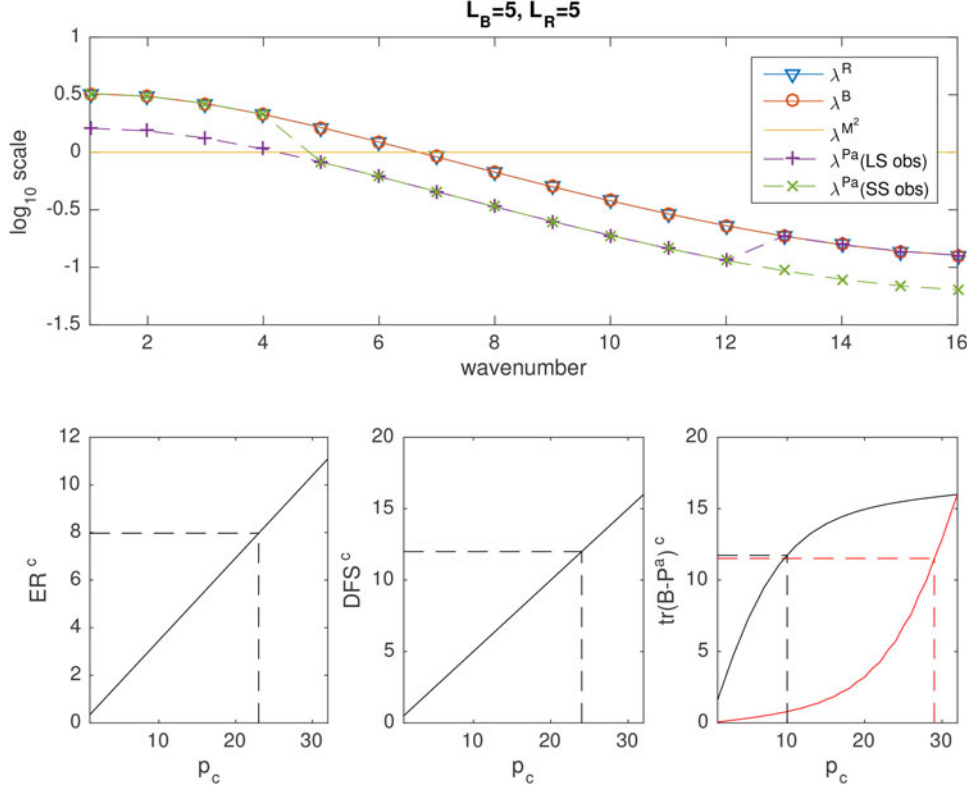 L_B=5, L_R=5
1
0.5
0
-0.5
-1
-1.5
log₁₀ scale
λ^R
λ^B
λ^M²
λ^Pa(LS obs)
λ^Pa(SS obs)
2 4 6 8 10 12 14 16
wavenumber
12
10
8
6
4
2
0
ER^c
10 20 30
p_c
20
15
10
5
0
DFS^c
10 20 30
p_c
20
15
10
5
0
tr(B-P^a)^c
10 20 30
p_c